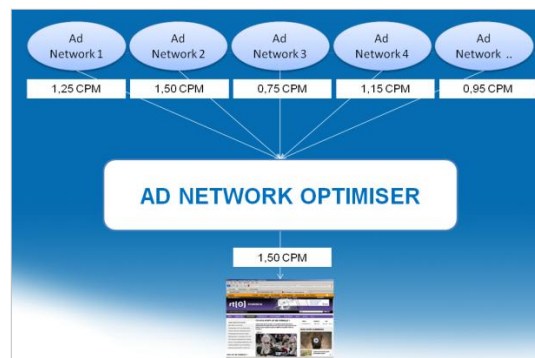 Ad
Network 1
Ad
Network 2
Ad
Network 3
Ad
Network 4
Ad
Network ..
1,25 CPM
1,50 CPM
0,75 CPM
1,15 CPM
0,95 CPM
AD NETWORK OPTIMISER
1,50 CPM